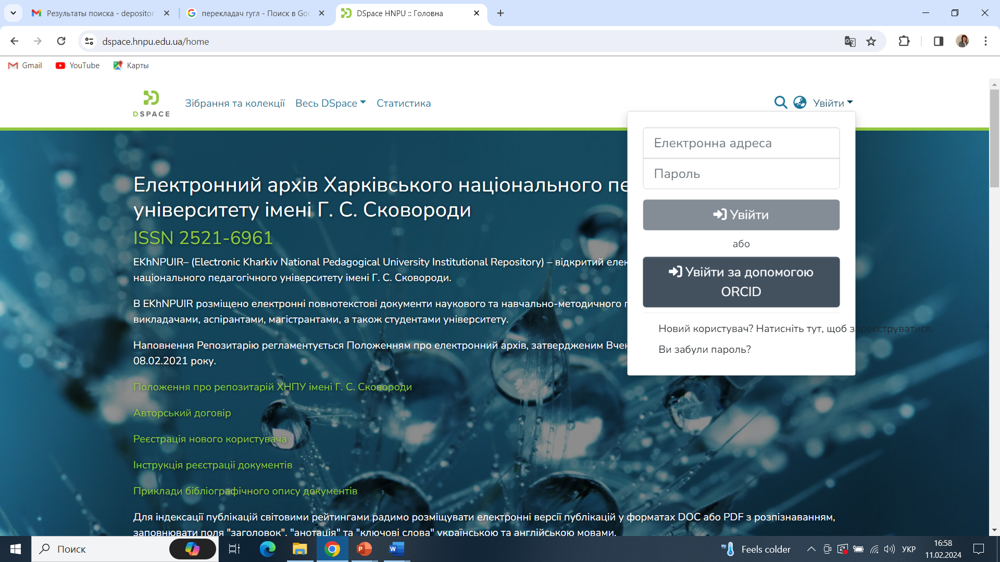 Результаты поиска - depositor
перекладач гугл - Поиск в Goo
DSpace HNPU :: Головна
dspace.hnpu.edu.ua/home
Gmail
YouTube
Карты
DSPACE
Зібрання та колекції
Весь DSpace
Статистика
Увійти
Електронна адреса
Пароль
Увійти
або
Увійти за допомогою
ORCID
Новий користувач? Натисніть тут, щоб зареєструватися.
Ви забули пароль?
Електронний архів Харківського національного пе
університету імені Г. С. Сковороди
ISSN 2521-6961
EKhNPUIR– (Electronic Kharkiv National Pedagogical University Institutional Repository) – відкритий елек
національного педагогічного університету імені Г. С. Сковороди.
В EKhNPUIR розміщено електронні повнотекстові документи наукового та навчально-методичного п
викладачами, аспірантами, магістрантами, а також студентами університету.
Наповнення Репозитарію регламентується Положенням про електронний архів, затвердженим Вчен
08.02.2021 року.
Положення про репозитарій ХНПУ імені Г. С. Сковороди
Авторський договір
Реєстрація нового користувача
Інструкція реєстрації документів
Приклади бібліографічного опису документів
Для індексації публікацій світовими рейтингами радимо розміщувати електронні версії публікацій у форматах DOC або PDF з розпізнаванням,
заповнювати поля "заголовок", "анотація" та "ключові слова" українською та англійською мовами.
Поиск
Feels colder
УКР
16:58
11.02.2024